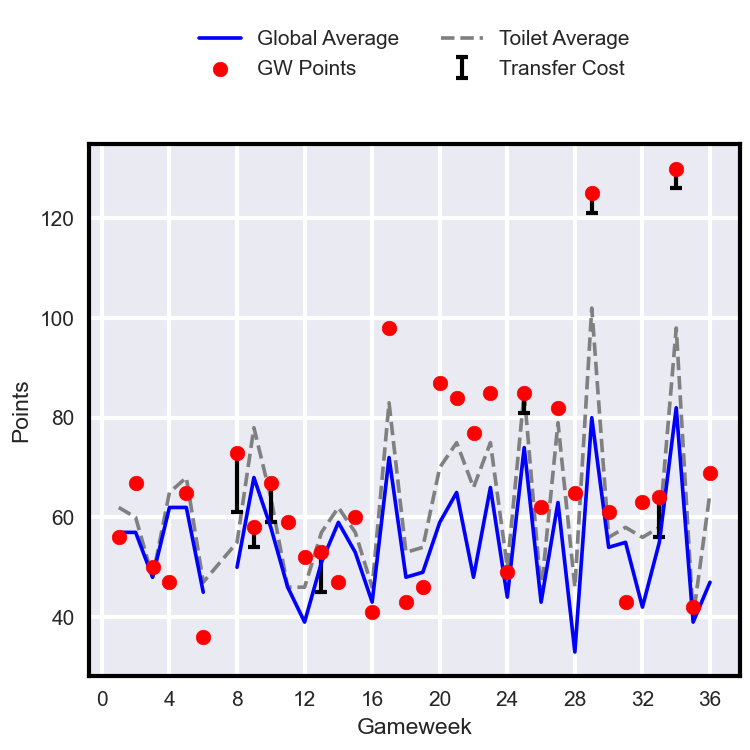 Global Average
Toilet Average
GW Points
Transfer Cost
120
100
80
60
40
Points
0 4 8 12 16 20 24 28 32 36
Gameweek